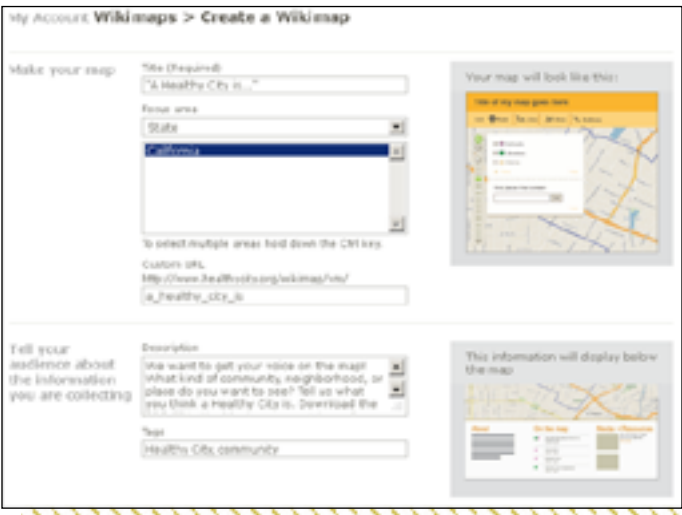 My Account Wikimaps > Create a Wikimap
Make your map
Title (Required)
"A Healthy City is..."
Focus area
State
California
To select multiple areas hold down the Ctrl key.
Custom URL
http://www.healthycity.org/wikimap/vm/
a_healthy_city_is
Your map will look like this:
Title of my map goes here
Tell your
audience about
the information
you are collecting
Description
We want to get your voice on the map!
What kind of community, neighborhood, or
place do you want to see? Tell us what
you think a Healthy City is. Download the
Tags
Healthy City, community
This information will display below
the map
About
On the map